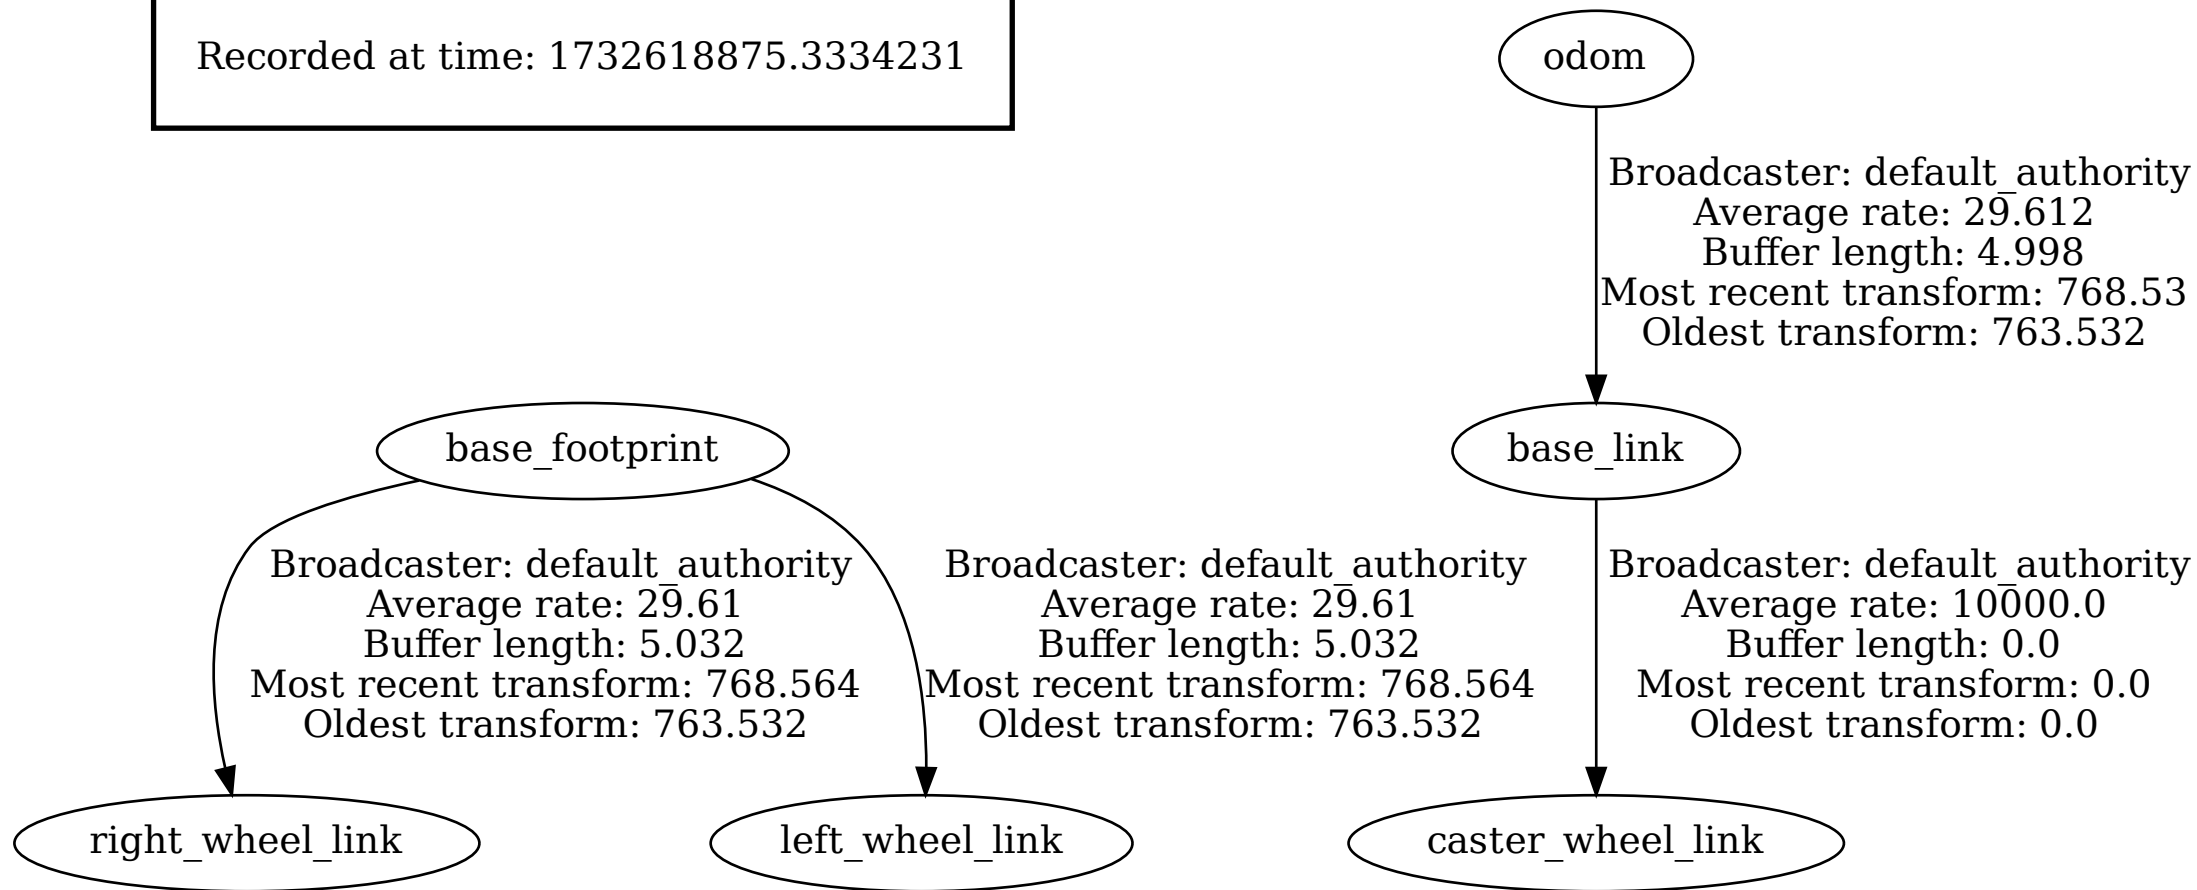 Recorded at time: 1732618875.3334231
odom
Broadcaster: default_authority
Average rate: 29.612
Buffer length: 4.998
Most recent transform: 768.53
Oldest transform: 763.532
base_footprint
base_link
Broadcaster: default_authority
Average rate: 29.61
Buffer length: 5.032
Most recent transform: 768.564
Oldest transform: 763.532
Broadcaster: default_authority
Average rate: 29.61
Buffer length: 5.032
Most recent transform: 768.564
Oldest transform: 763.532
Broadcaster: default_authority
Average rate: 10000.0
Buffer length: 0.0
Most recent transform: 0.0
Oldest transform: 0.0
right_wheel_link
left_wheel_link
caster_wheel_link